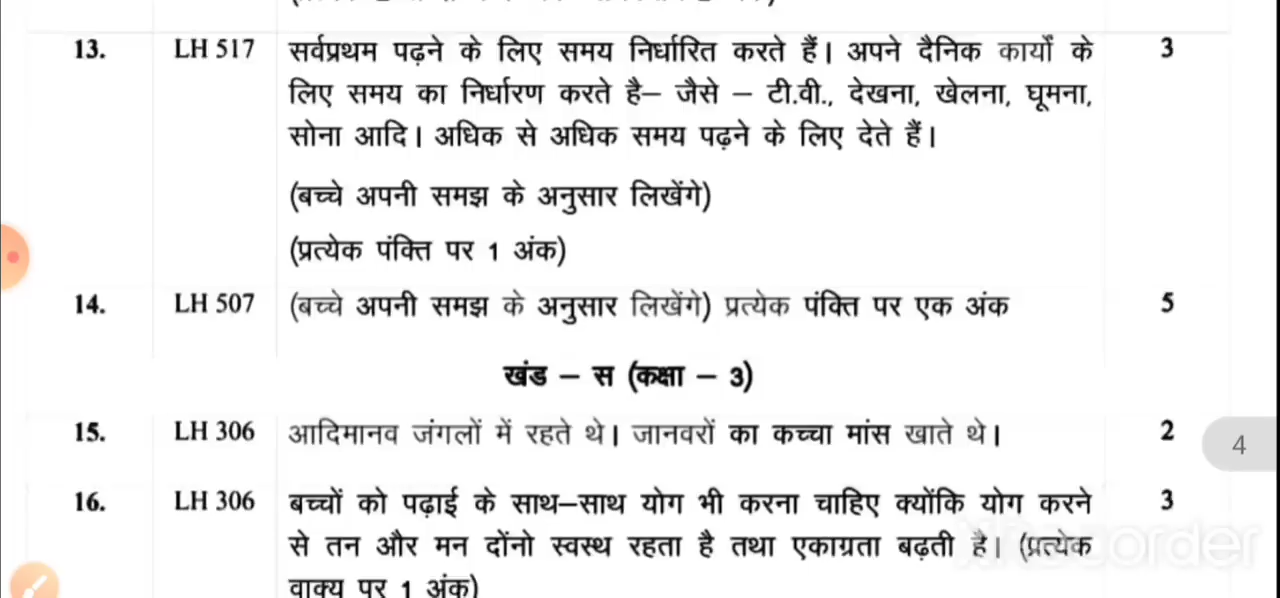 13. LH 517 सर्वप्रथम पढ़ने के लिए समय निर्धारित करते हैं। अपने दैनिक कार्यों के 3
लिए समय का निर्धारण करते है– जैसे – टी.वी., देखना, खेलना, घूमना,
सोना आदि। अधिक से अधिक समय पढ़ने के लिए देते हैं।
(बच्चे अपनी समझ के अनुसार लिखेंगे)
(प्रत्येक पंक्ति पर 1 अंक)
14. LH 507 (बच्चे अपनी समझ के अनुसार लिखेंगे) प्रत्येक पंक्ति पर एक अंक 5
खंड – स (कक्षा – 3)
15. LH 306 आदिमानव जंगलों में रहते थे। जानवरों का कच्चा मांस खाते थे। 2
4
16. LH 306 बच्चों को पढ़ाई के साथ–साथ योग भी करना चाहिए क्योंकि योग करने 3
से तन और मन दोंनो स्वस्थ रहता है तथा एकाग्रता बढ़ती है। (प्रत्येक
वाक्य पर 1 अंक)